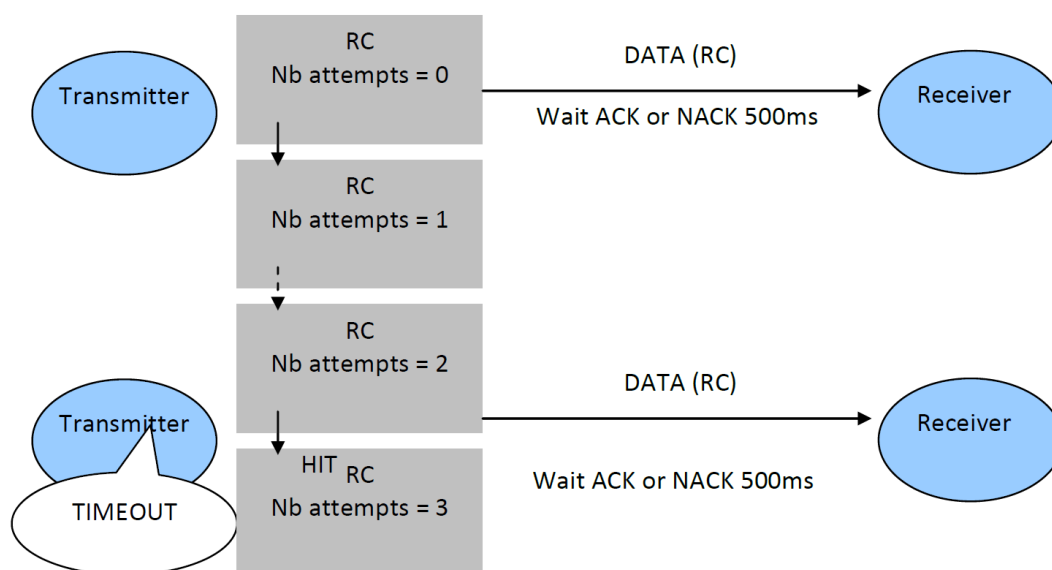 RC
Nb attempts = 0
Transmitter
DATA (RC)
Wait ACK or NACK 500ms
Receiver
RC
Nb attempts = 1
RC
Nb attempts = 2
Transmitter
DATA (RC)
Receiver
HIT
RC
Nb attempts = 3
Wait ACK or NACK 500ms
TIMEOUT